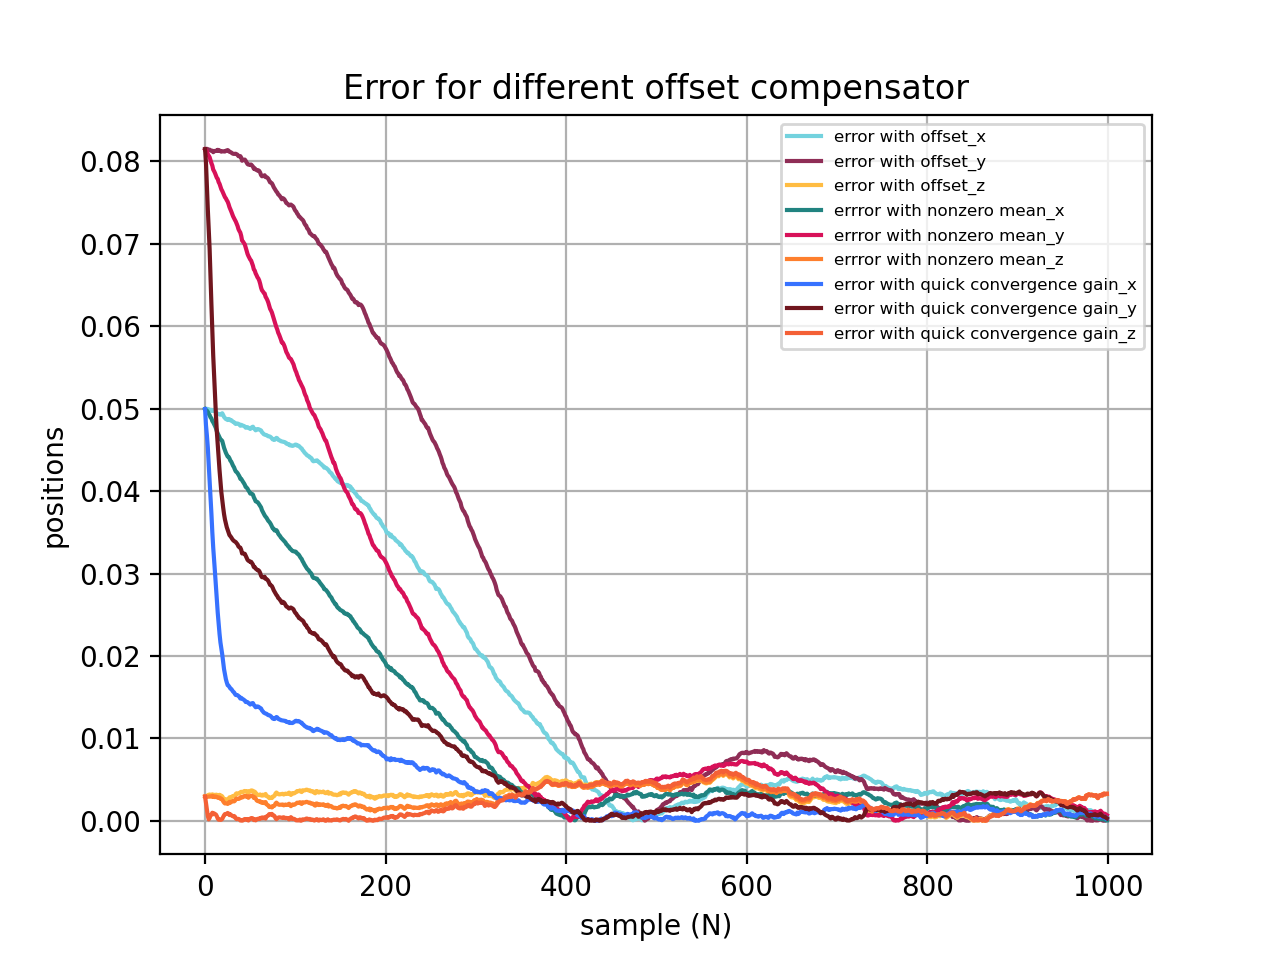 Error for different offset compensator
error with offset_x
error with offset_y
error with offset_z
errror with nonzero mean_x
errror with nonzero mean_y
errror with nonzero mean_z
error with quick convergence gain_x
error with quick convergence gain_y
error with quick convergence gain_z
positions
0.08
0.07
0.06
0.05
0.04
0.03
0.02
0.01
0.00
0 200 400 600 800 1000
sample (N)